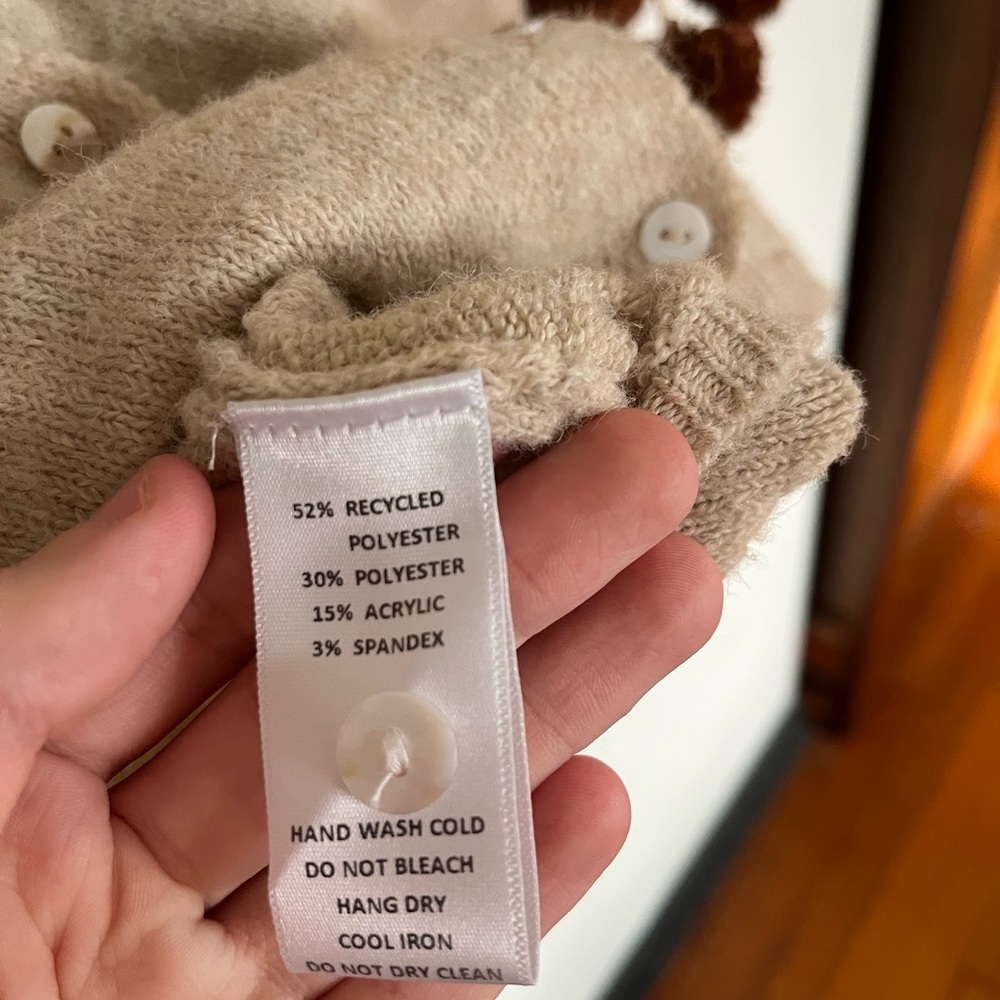 52% RECYCLED
POLYESTER
30% POLYESTER
15% ACRYLIC
3% SPANDEX
HAND WASH COLD
DO NOT BLEACH
HANG DRY
COOL IRON
DO NOT DRY CLEAN